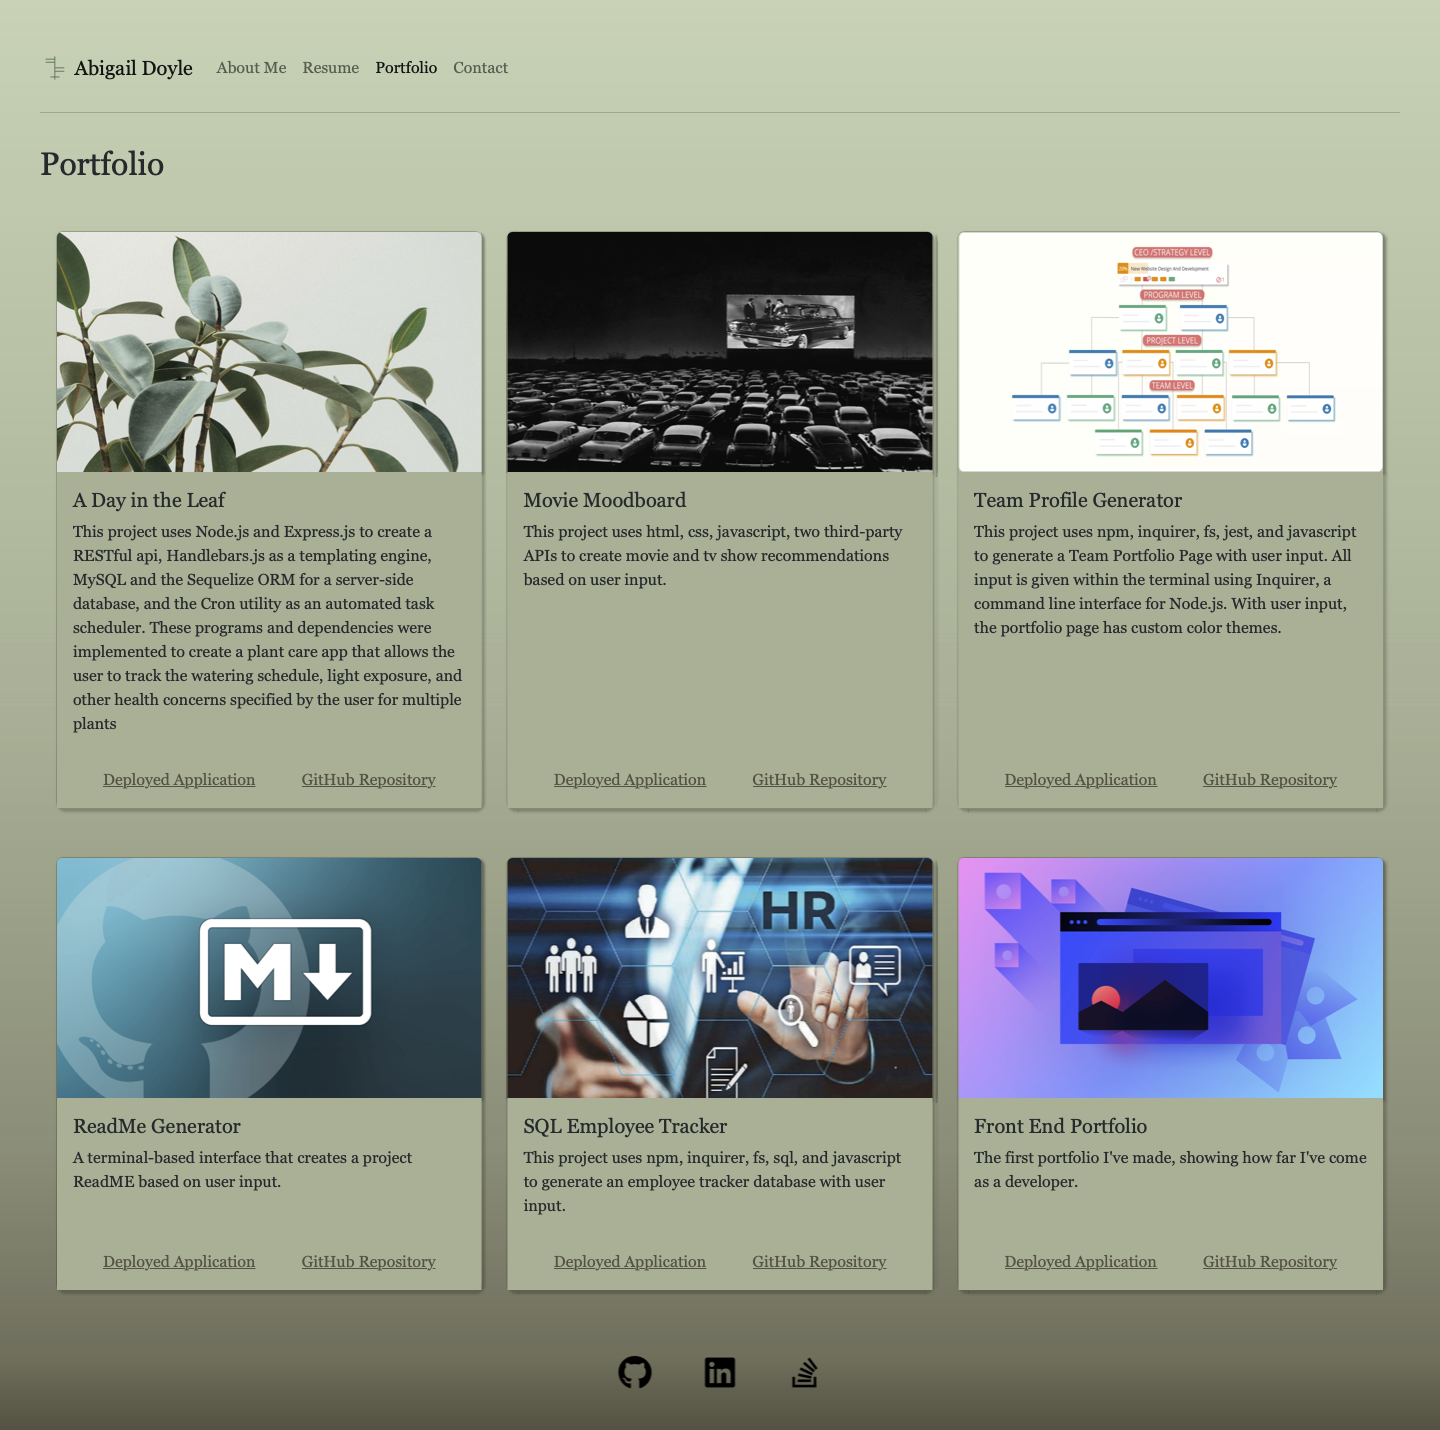 Abigail Doyle
About Me
Resume
Portfolio
Contact
Portfolio
CEO /STRATEGY LEVEL
New Website Design And Development
PROGRAM LEVEL
PROJECT LEVEL
TEAM LEVEL
A Day in the Leaf
This project uses Node.js and Express.js to create a
RESTful api, Handlebars.js as a templating engine,
MySQL and the Sequelize ORM for a server-side
database, and the Cron utility as an automated task
scheduler. These programs and dependencies were
implemented to create a plant care app that allows the
user to track the watering schedule, light exposure, and
other health concerns specified by the user for multiple
plants
Deployed Application
GitHub Repository
Movie Moodboard
This project uses html, css, javascript, two third-party
APIs to create movie and tv show recommendations
based on user input.
Deployed Application
GitHub Repository
Team Profile Generator
This project uses npm, inquirer, fs, jest, and javascript
to generate a Team Portfolio Page with user input. All
input is given within the terminal using Inquirer, a
command line interface for Node.js. With user input,
the portfolio page has custom color themes.
Deployed Application
GitHub Repository
M
ReadMe Generator
A terminal-based interface that creates a project
ReadME based on user input.
Deployed Application
GitHub Repository
HR
SQL Employee Tracker
This project uses npm, inquirer, fs, sql, and javascript
to generate an employee tracker database with user
input.
Deployed Application
GitHub Repository
Front End Portfolio
The first portfolio I've made, showing how far I've come
as a developer.
Deployed Application
GitHub Repository
in